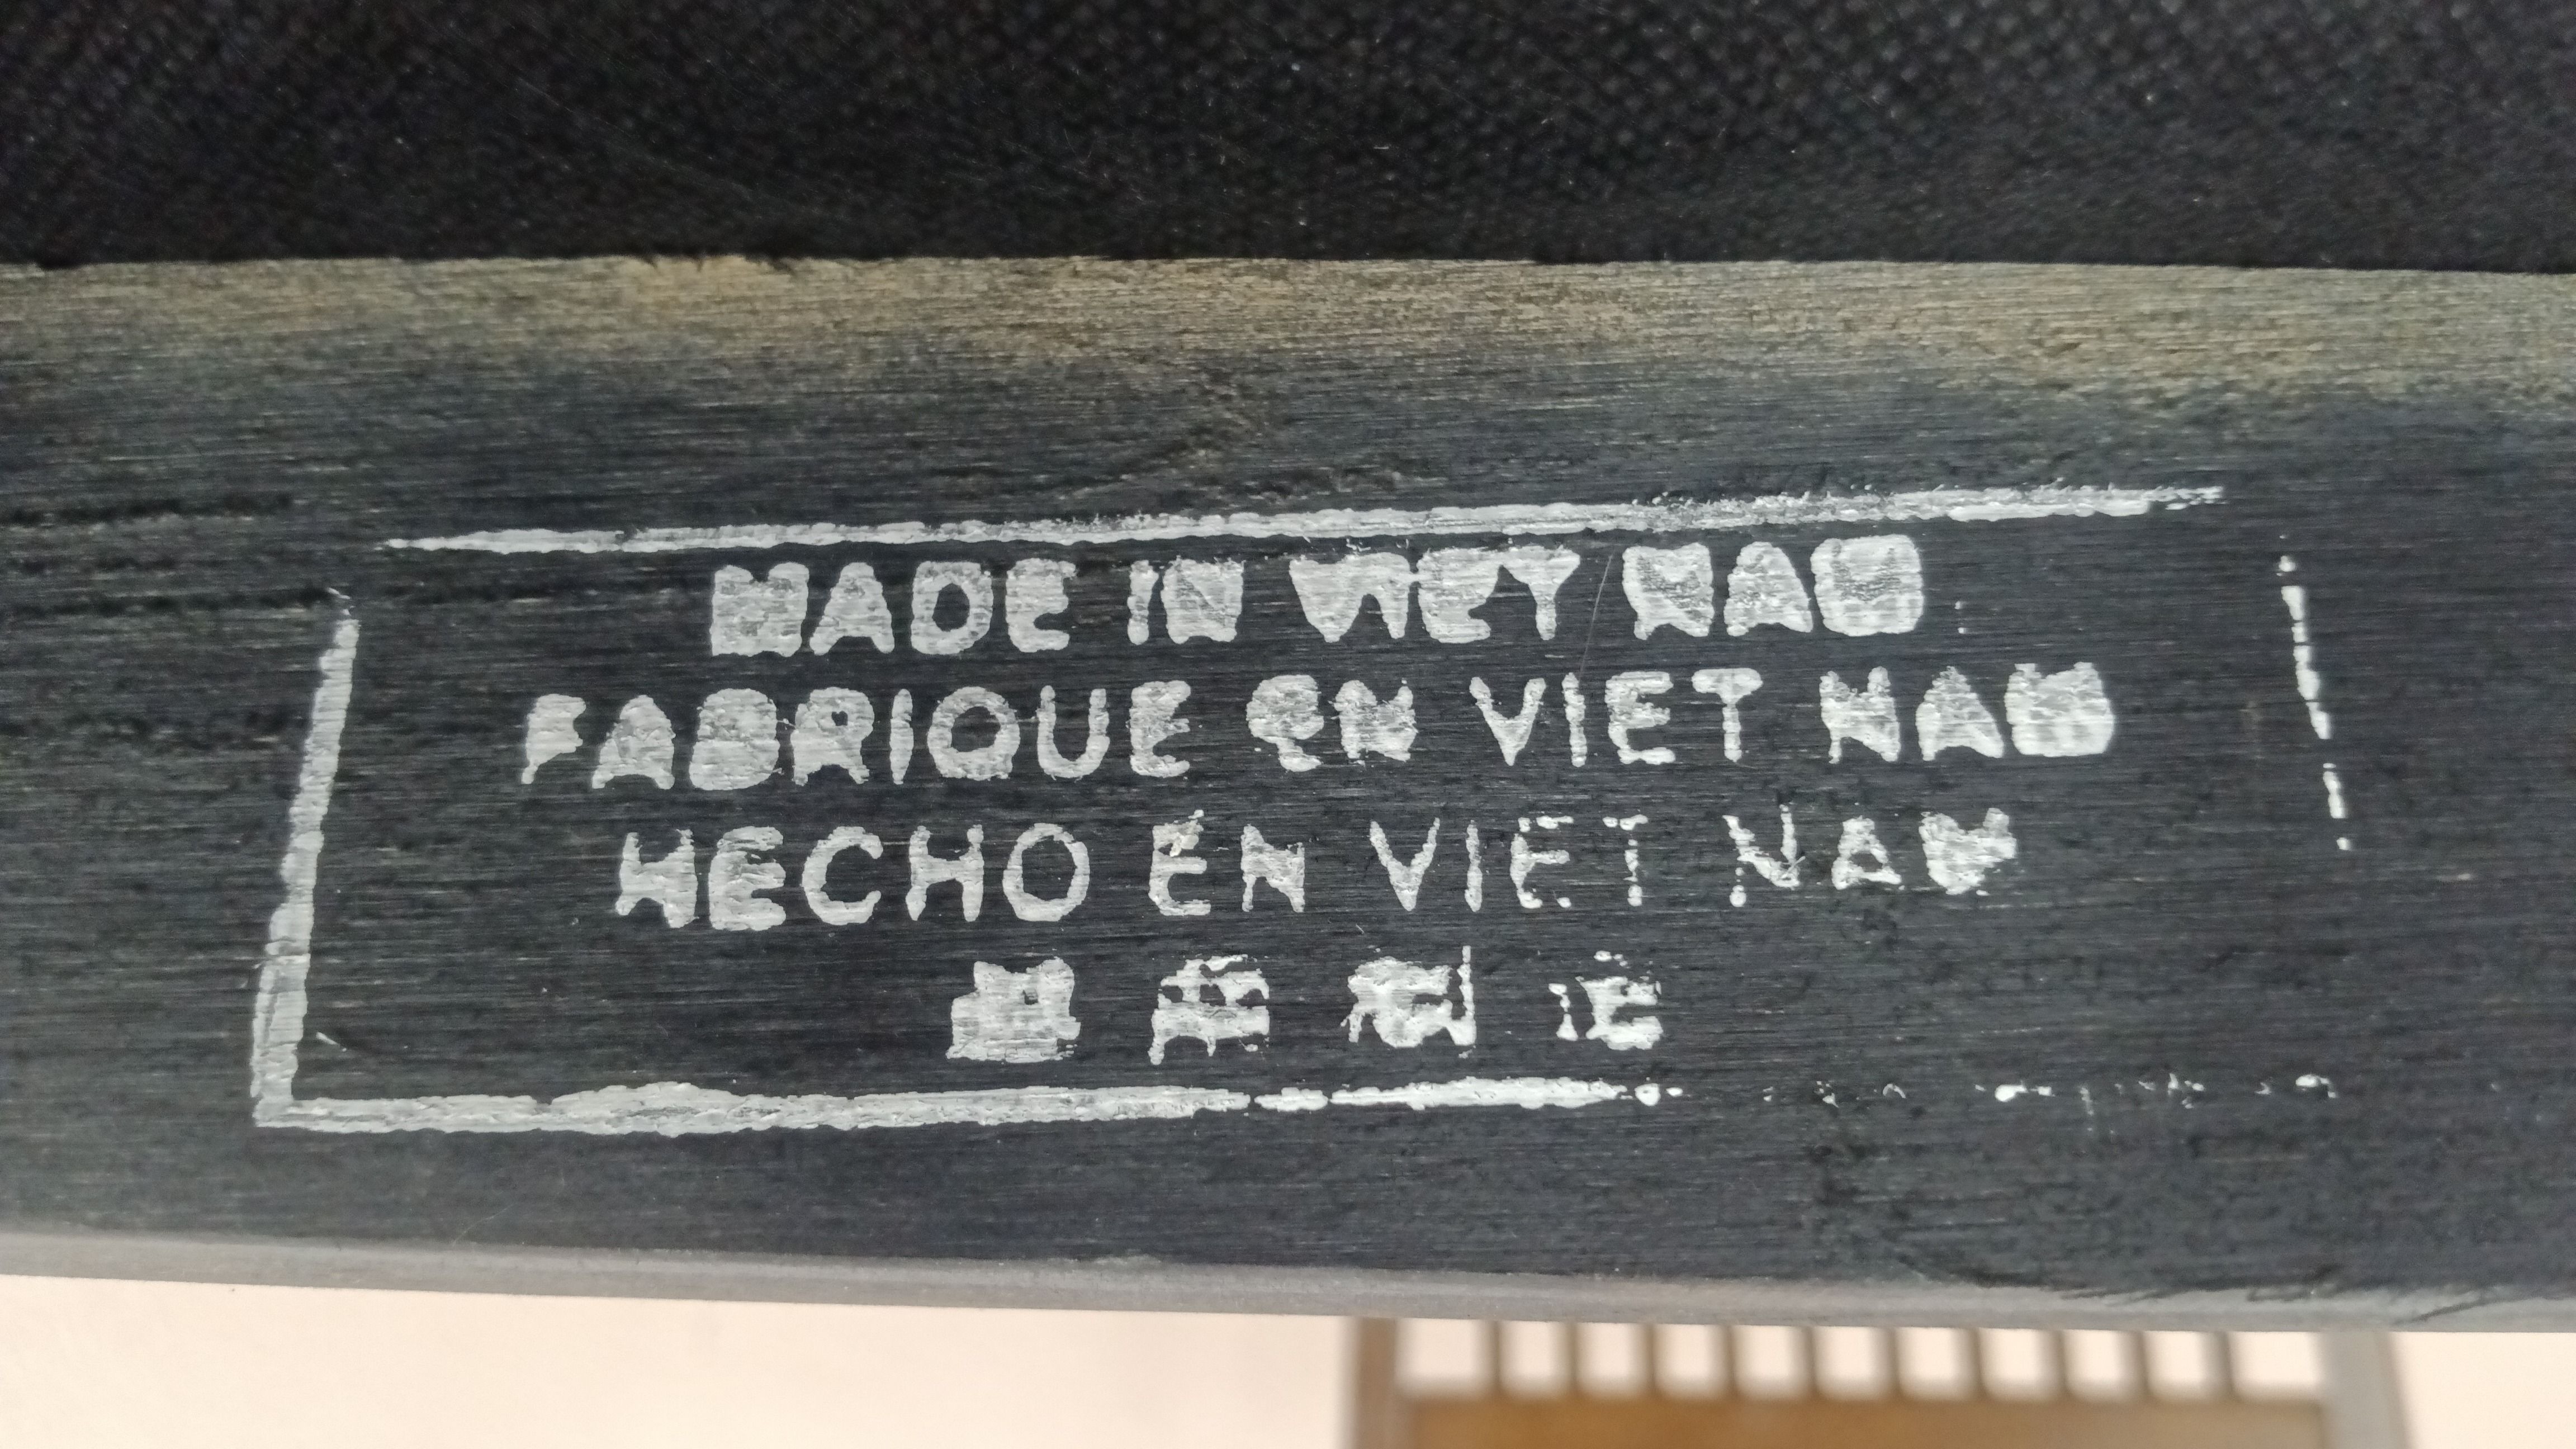 MADE IN VIET NAM
FABRIQUE EN VIET NAM
HECHO EN VIET NAM